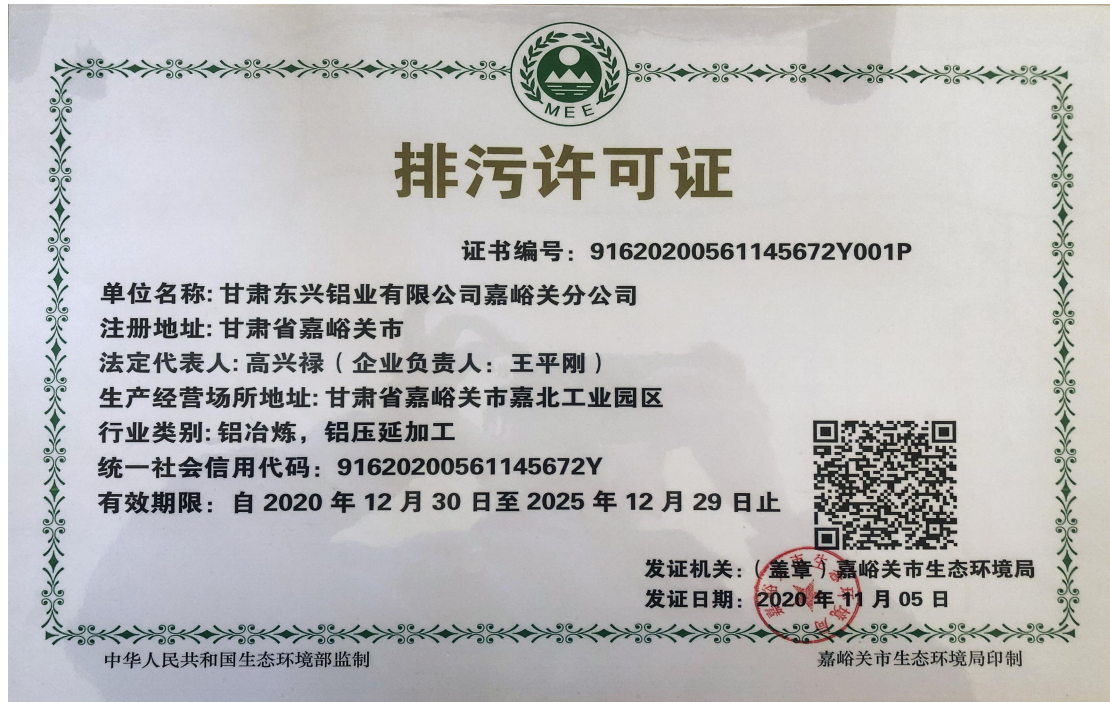 MEE
排污许可证
证书编号：91620200561145672Y001P
单位名称：甘肃东兴铝业有限公司嘉峪关分公司
注册地址：甘肃省嘉峪关市
法定代表人：高兴禄（企业负责人：王平刚）
生产经营场所地址：甘肃省嘉峪关市嘉北工业园区
行业类别：铝冶炼，铝压延加工
统一社会信用代码：91620200561145672Y
有效期限：自 2020 年 12 月 30 日至 2025 年 12 月 29 日止
发证机关：（盖章）嘉峪关市生态环境局
发证日期：2020 年 11 月 05 日
中华人民共和国生态环境部监制
嘉峪关市生态环境局印制